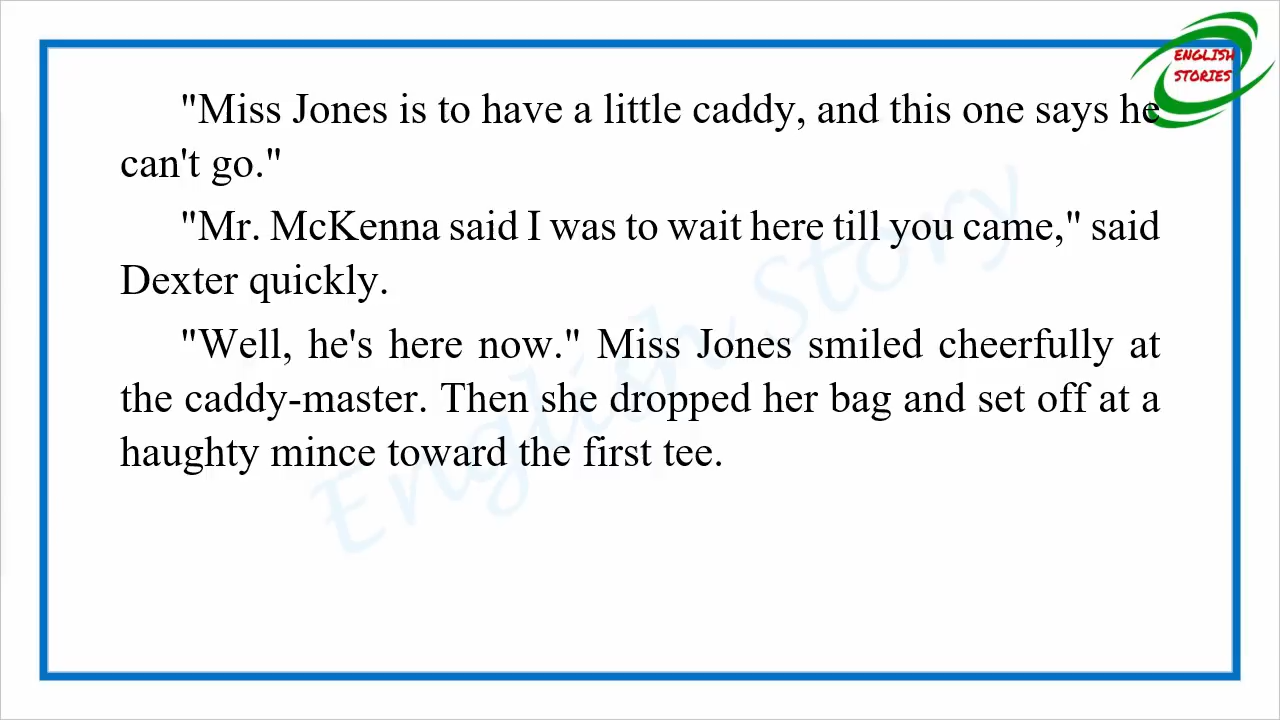 ENGLISH
STORIES
"Miss Jones is to have a little caddy, and this one says he
can't go."
"Mr. McKenna said I was to wait here till you came," said
Dexter quickly.
"Well, he's here now." Miss Jones smiled cheerfully at
the caddy-master. Then she dropped her bag and set off at a
haughty mince toward the first tee.
English Story